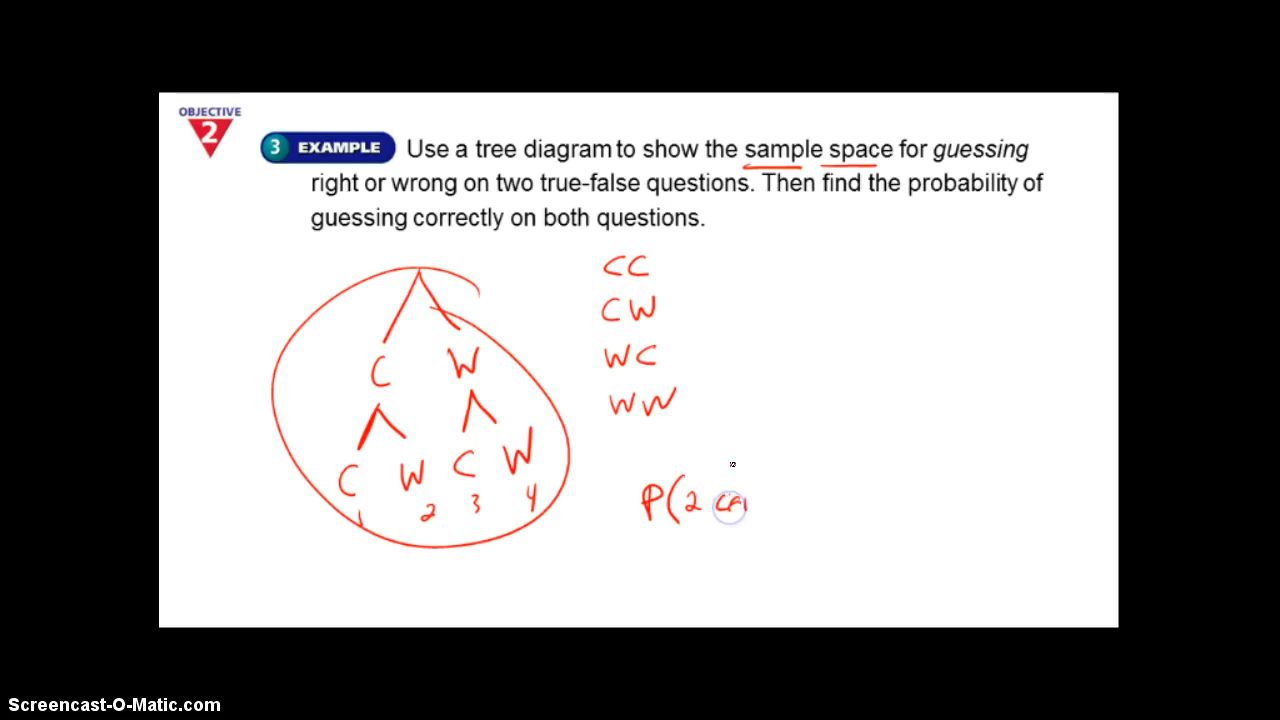 OBJECTIVE
2
3 EXAMPLE Use a tree diagram to show the sample space for guessing
right or wrong on two true-false questions. Then find the probability of
guessing correctly on both questions.
CC
CW
C W
WC
WW
C W C W
1 2 3 4
P(2
Screencast-O-Matic.com